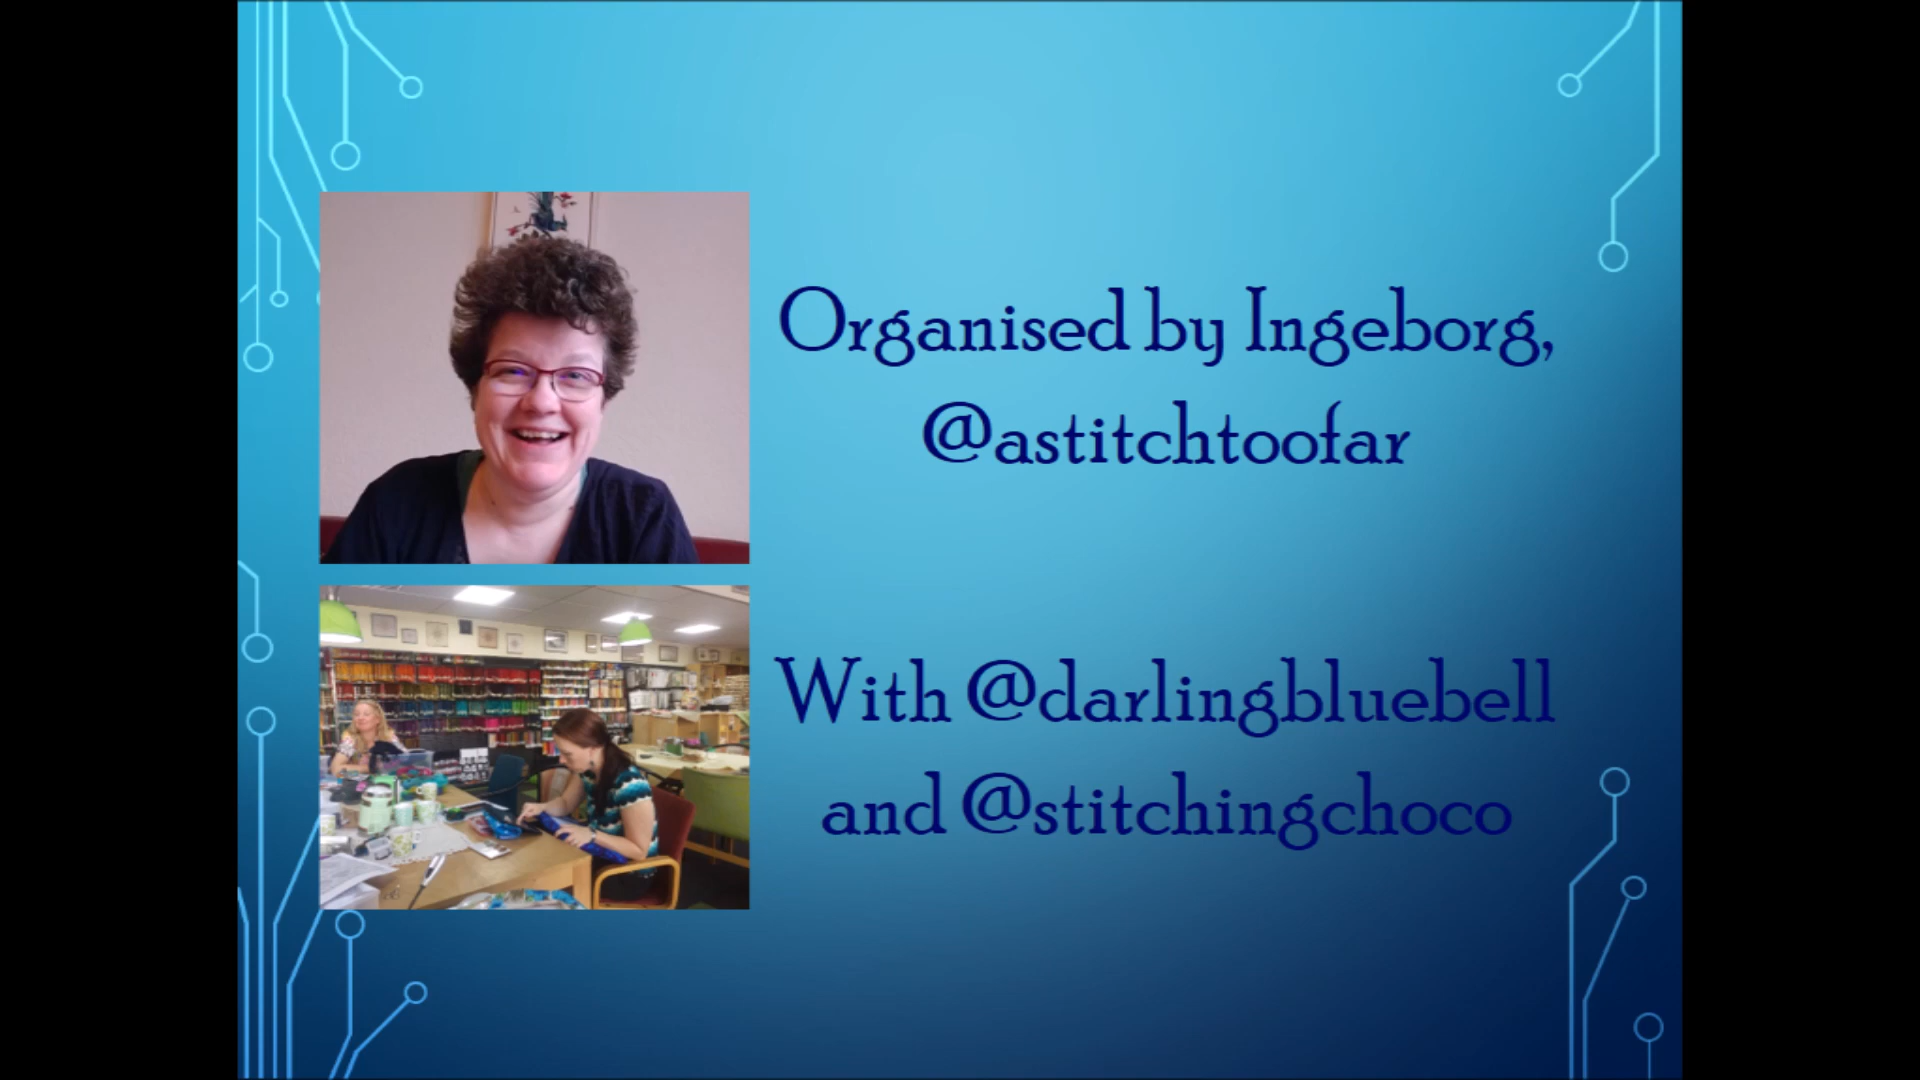 Organised by Ingeborg,
@astitchtoofar
With @darlingbluebell
and @stitchingchoco